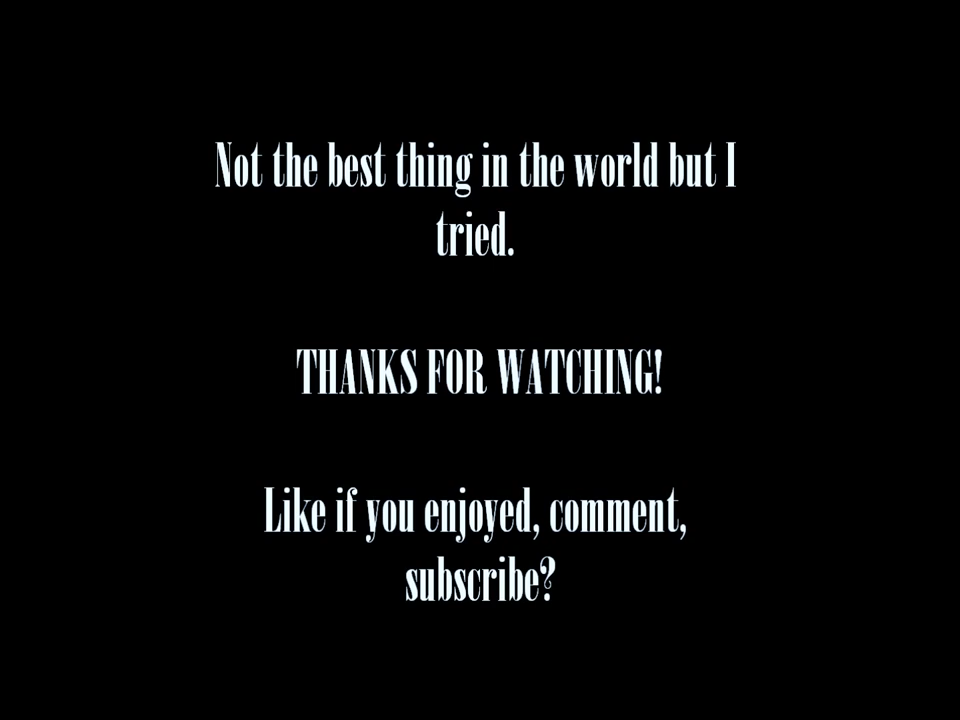 Not the best thing in the world but I
tried.
THANKS FOR WATCHING!
Like if you enjoyed, comment,
subscribe?